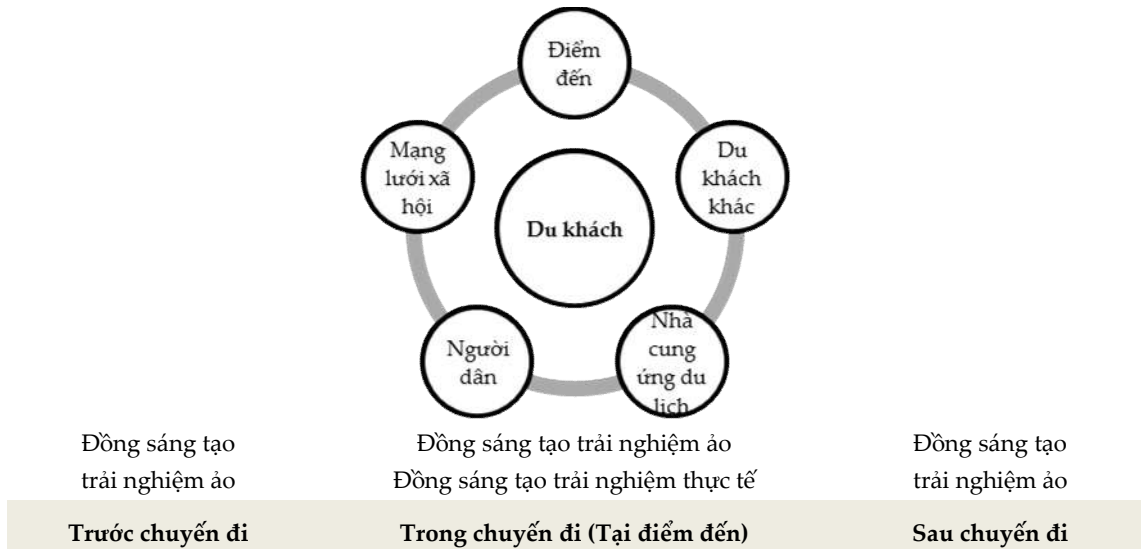 Điểm
đến
Mạng
lưới xã
hội
Du
khách
khác
Du khách
Người
dân
Nhà
cung
ứng du
lịch
Đồng sáng tạo
trải nghiệm ảo
Đồng sáng tạo trải nghiệm ảo
Đồng sáng tạo trải nghiệm thực tế
Đồng sáng tạo
trải nghiệm ảo
Trước chuyến đi
Trong chuyến đi (Tại điểm đến)
Sau chuyến đi